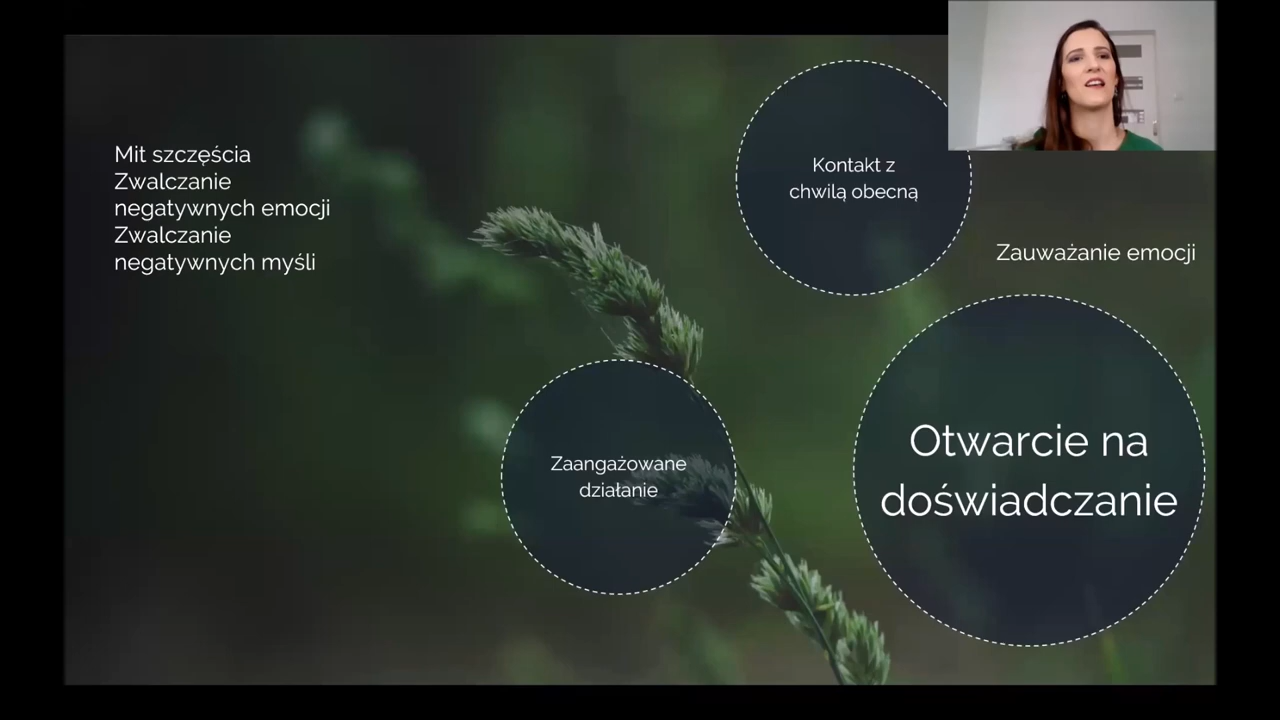 Mit szczęścia
Zwalczanie
negatywnych emocji
Zwalczanie
negatywnych myśli
Kontakt z
chwilą obecną
Zauważanie emocji
Zaangażowane
działanie
Otwarcie na
doświadczanie